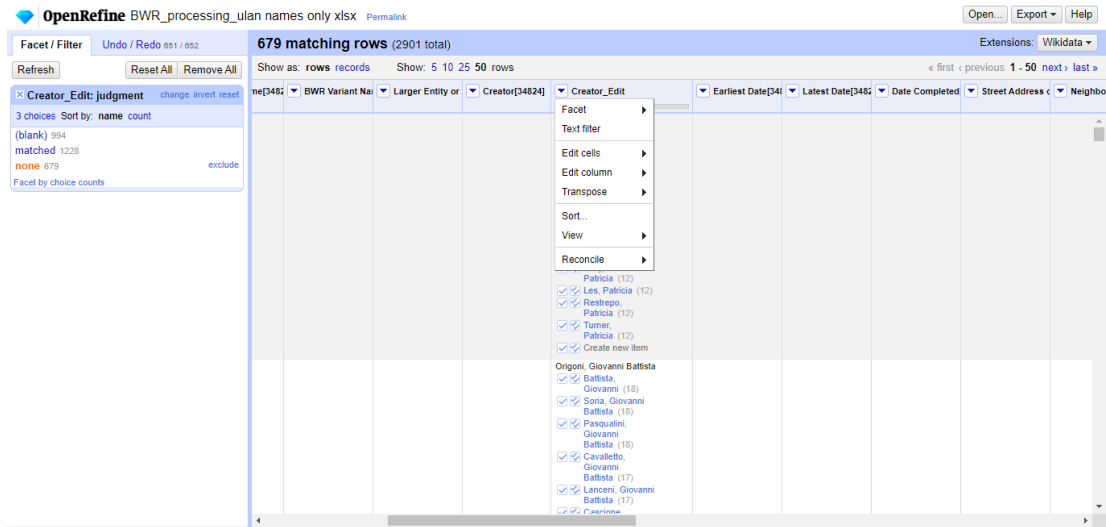 OpenRefine BWR_processing_ulan names only xlsx Permalink
Open... Export Help
Facet / Filter Undo / Redo 651 / 652
679 matching rows (2901 total)
Extensions: Wikidata
Refresh Reset All Remove All
Show as: rows records Show: 5 10 25 50 rows
« first ‹ previous 1 - 50 next › last »
Creator_Edit: judgment change invert reset
3 choices Sort by: name count
(blank) 994
matched 1228
none 679 exclude
Facet by choice counts
me[3482 BWR Variant Nai Larger Entity or Creator[34824] Creator_Edit Earliest Date[34 Latest Date[3482 Date Completed Street Address c Neighbo
Facet
Text filter
Edit cells
Edit column
Transpose
Sort...
View
Reconcile
Patricia (12)
Les, Patricia (12)
Restrepo,
Patricia (12)
Turner,
Patricia (12)
Create new item
Origoni, Giovanni Battista
Battista,
Giovanni (18)
Soria, Giovanni
Battista (18)
Pasqualini,
Giovanni
Battista (18)
Cavalletto,
Giovanni
Battista (17)
Lanceni, Giovanni
Battista (17)
Cascione,